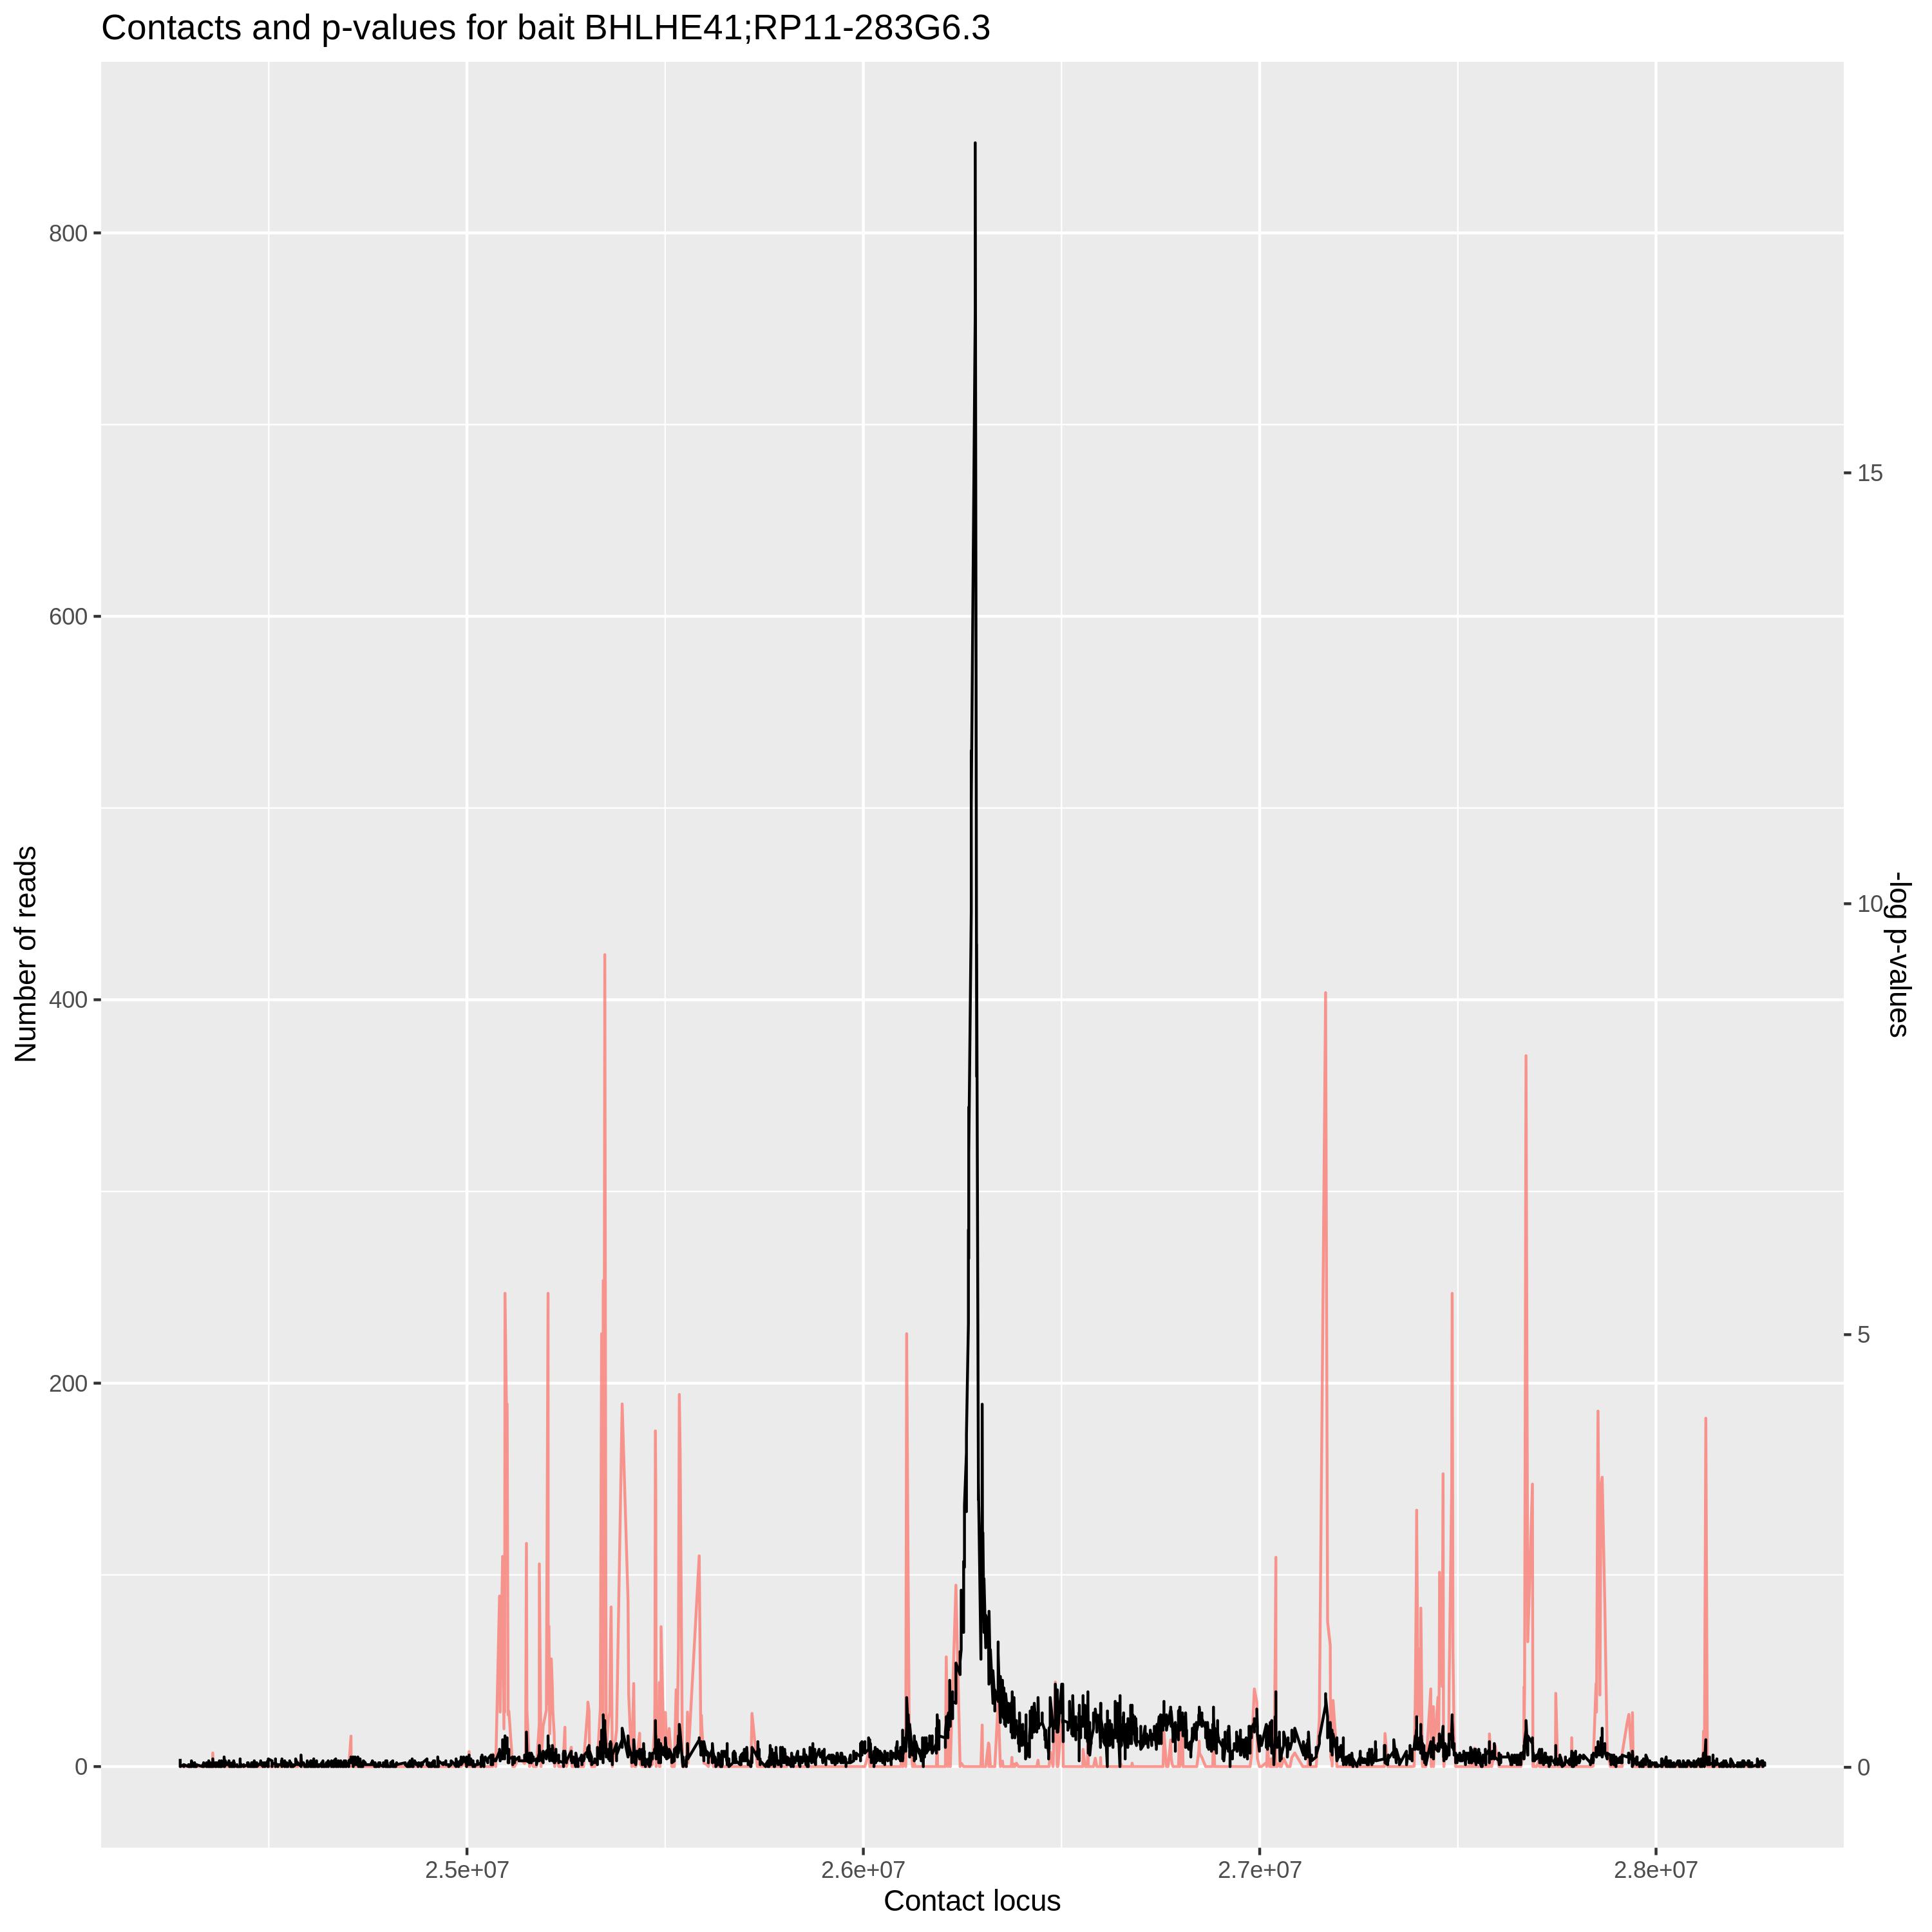 Contacts and p-values for bait BHLHE41;RP11-283G6.3
800
600
400
200
0
Number of reads
15
10
5
0
-log p-values
2.5e+07
2.6e+07
2.7e+07
2.8e+07
Contact locus